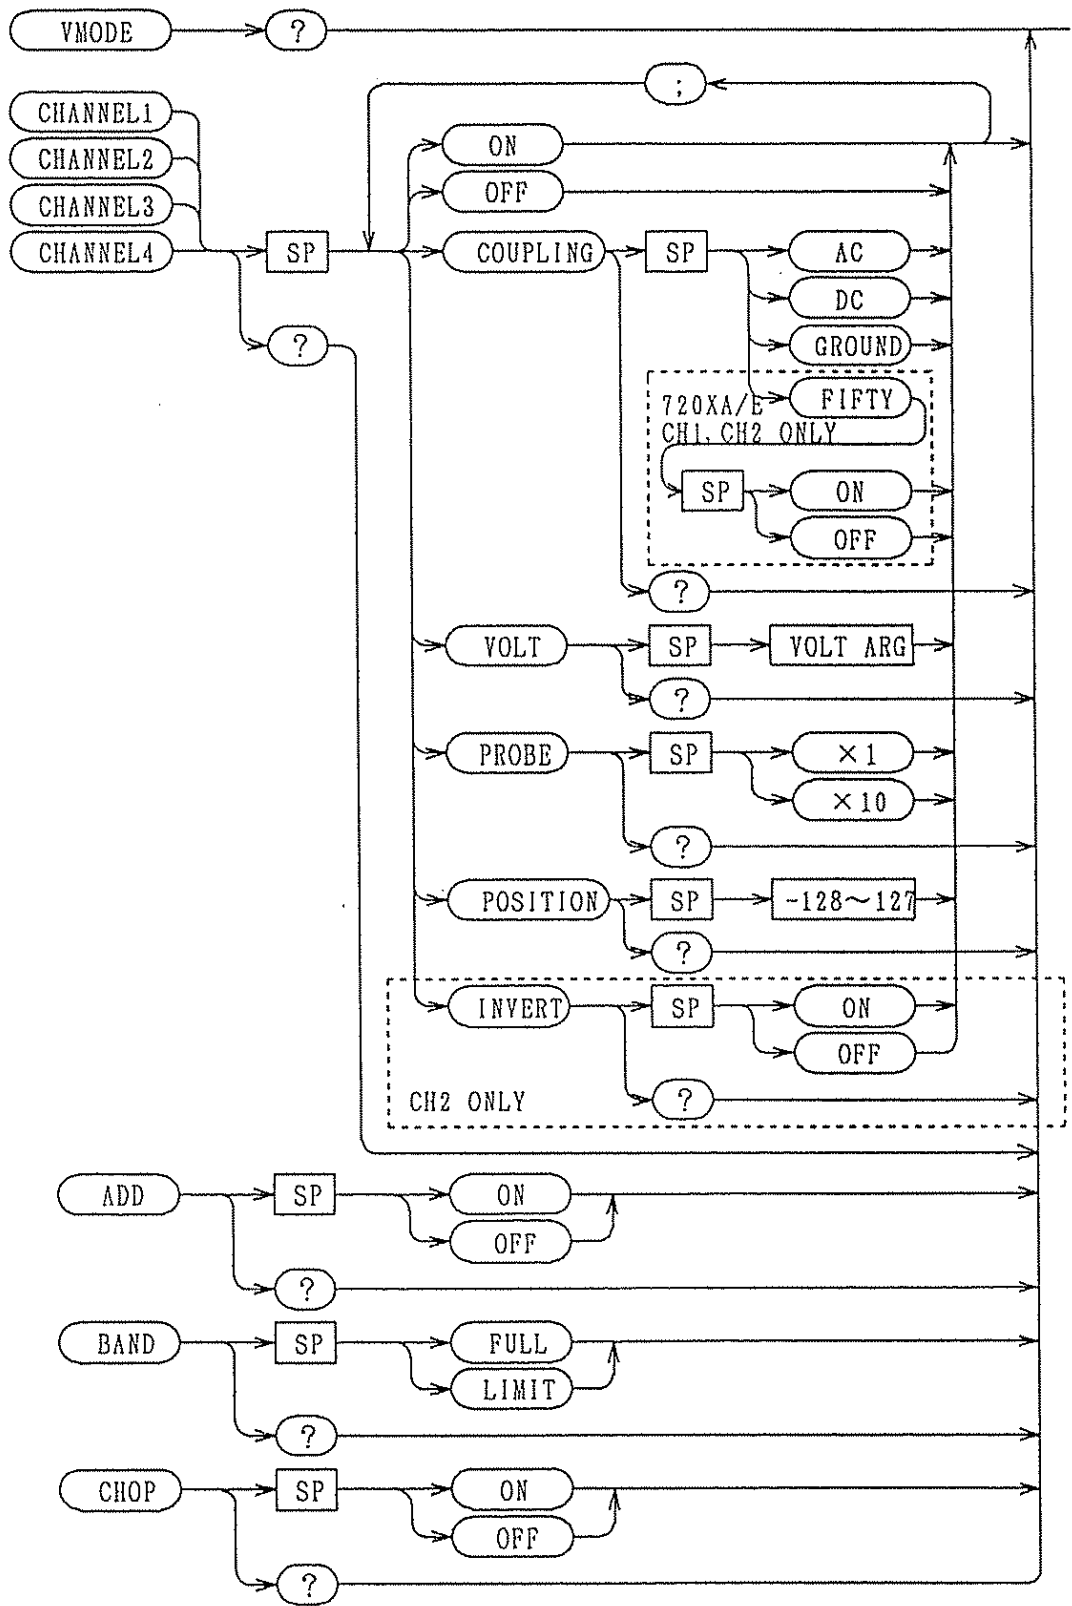 VMODE ?
;
CHANNEL1
CHANNEL2
CHANNEL3
CHANNEL4 SP
?
ON
OFF
COUPLING SP AC
DC
GROUND
720XA/E FIFTY
CH1, CH2 ONLY
SP ON
OFF
?
VOLT SP VOLT ARG
?
PROBE SP ×1
×10
?
POSITION SP -128～127
?
INVERT SP ON
OFF
CH2 ONLY ?
ADD SP ON
OFF
?
BAND SP FULL
LIMIT
?
CHOP SP ON
OFF
?